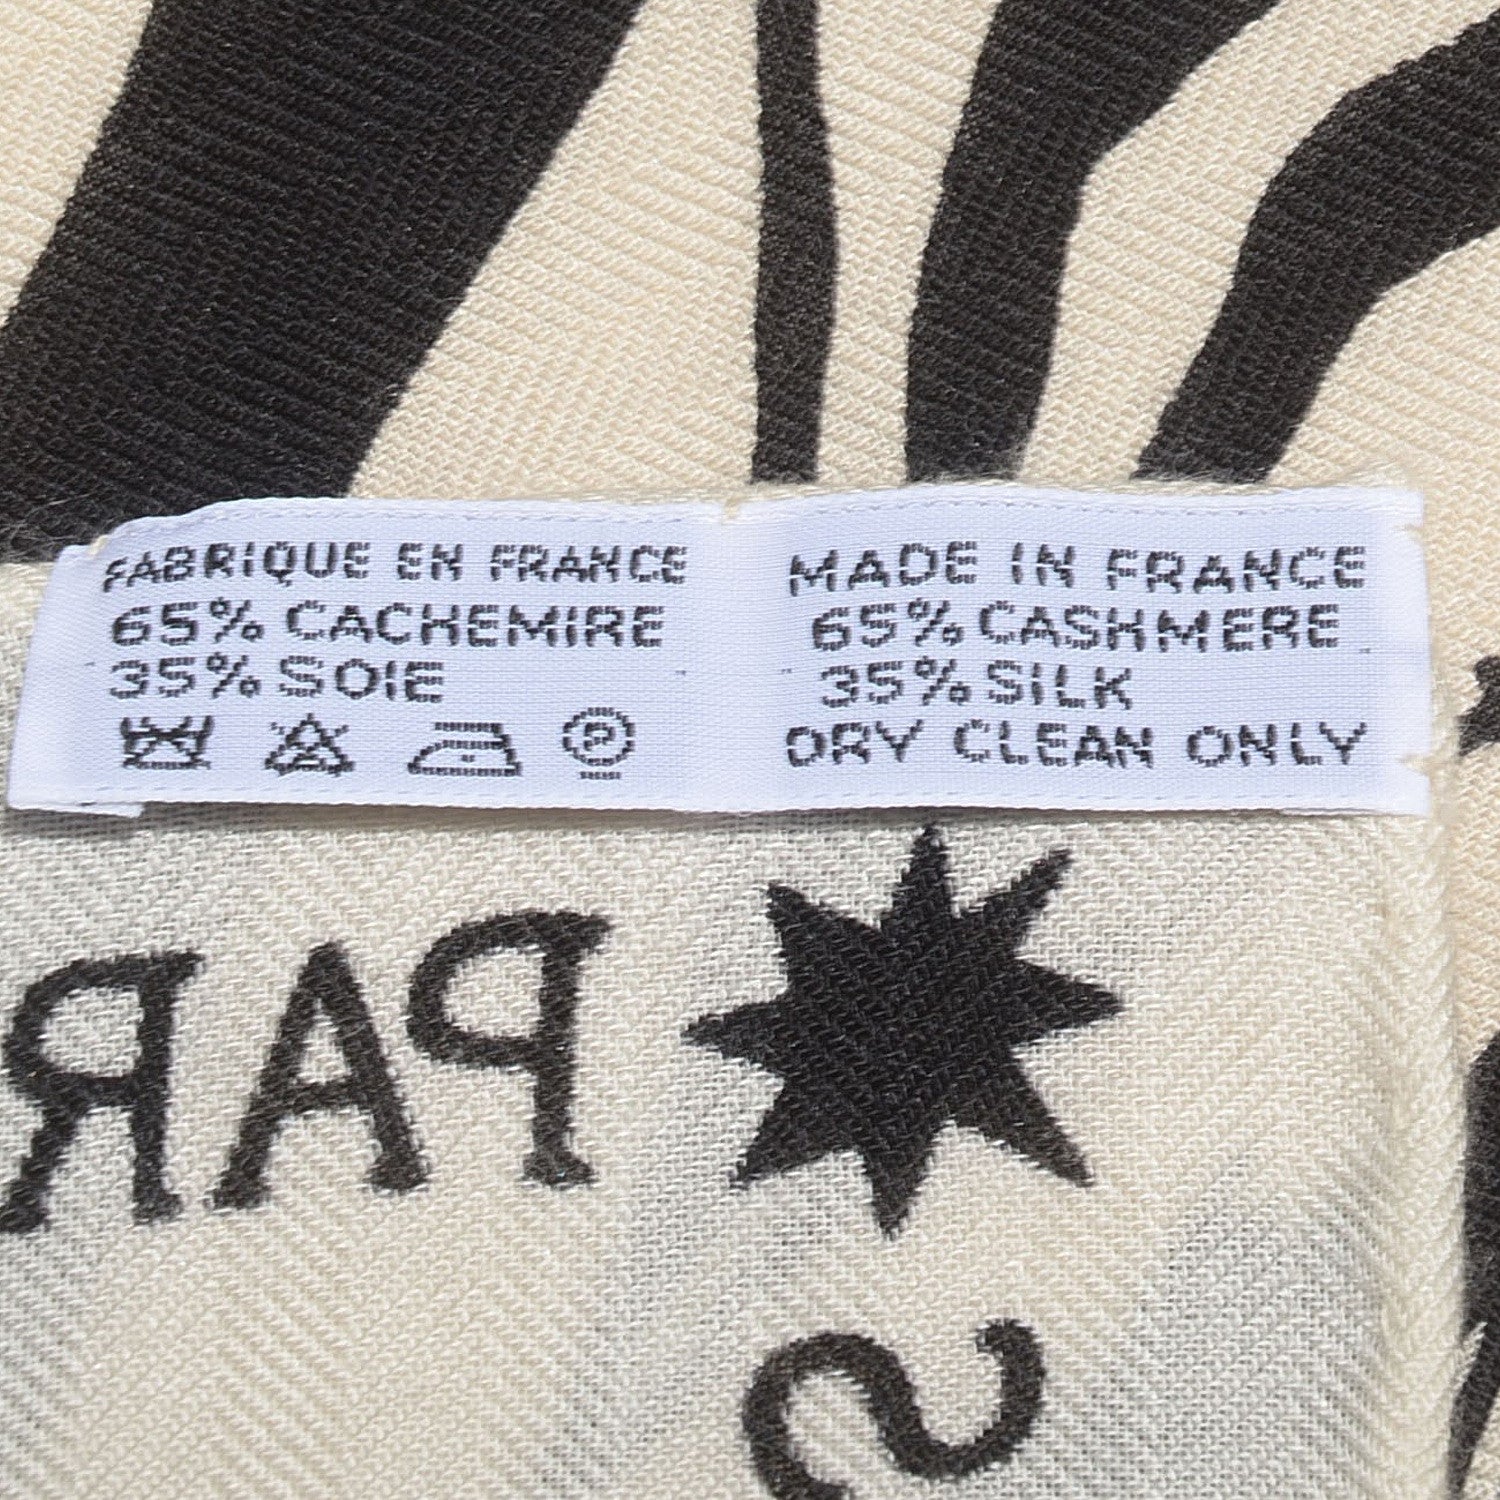 FABRIQUE EN FRANCE
65% CACHEMIRE
35% SOIE
P
MADE IN FRANCE
65% CASHMERE
35% SILK
DRY CLEAN ONLY
PAR
S